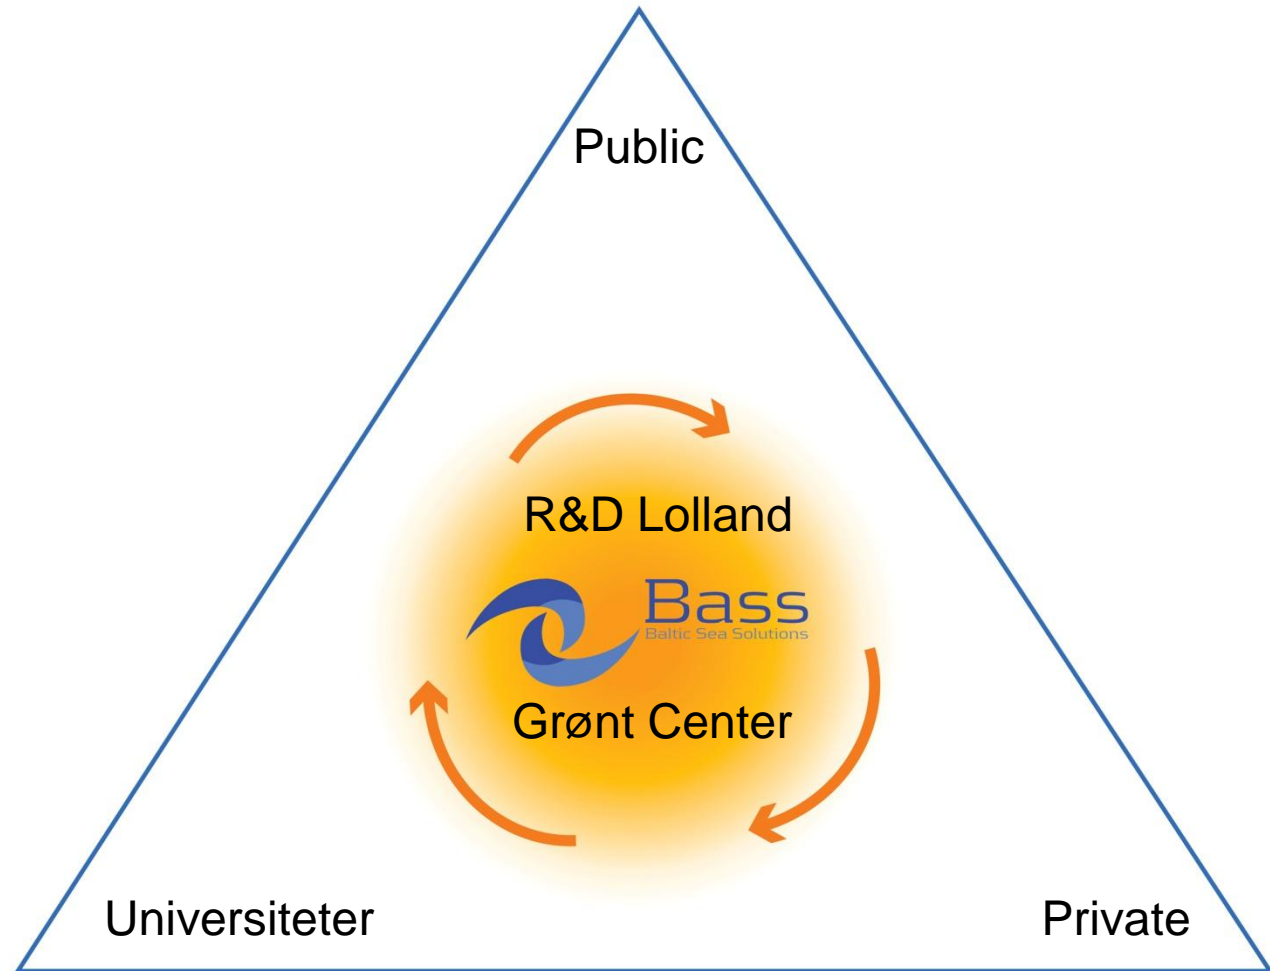 Public
R&D Lolland
Bass
Baltic Sea Solutions
Grønt Center
Universiteter
Private